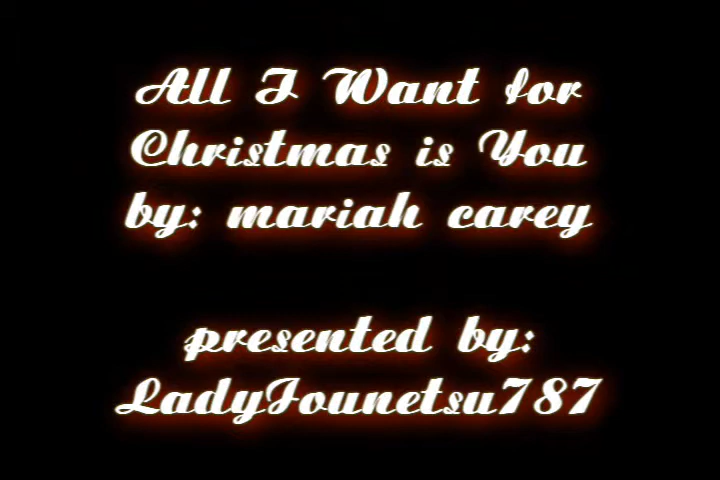 All I Want for
Christmas is You
by: mariah carey
presented by:
LadyJounetsu787